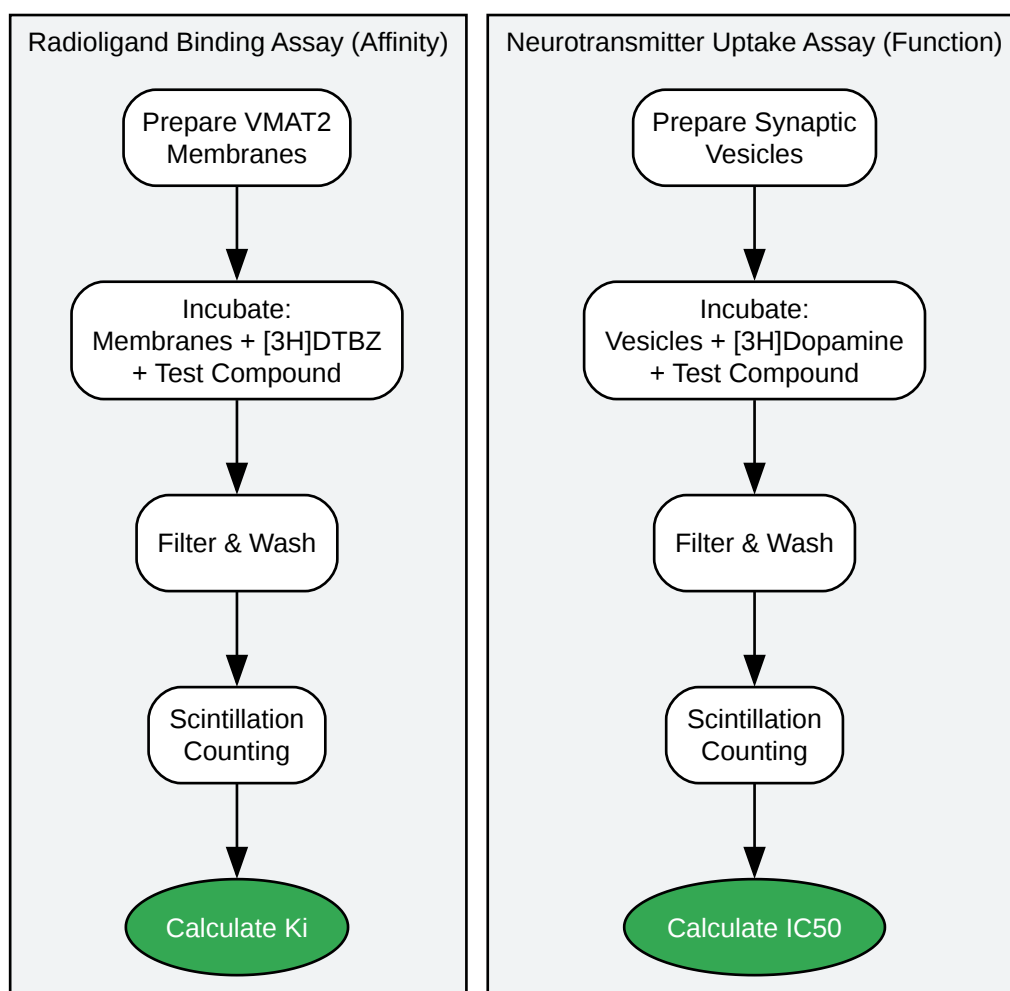 Radioligand Binding Assay (Affinity)
Prepare VMAT2
Membranes
Incubate:
Membranes + [3H]DTBZ
+ Test Compound
Filter & Wash
Scintillation
Counting
Calculate Ki
Neurotransmitter Uptake Assay (Function)
Prepare Synaptic
Vesicles
Incubate:
Vesicles + [3H]Dopamine
+ Test Compound
Filter & Wash
Scintillation
Counting
Calculate IC50